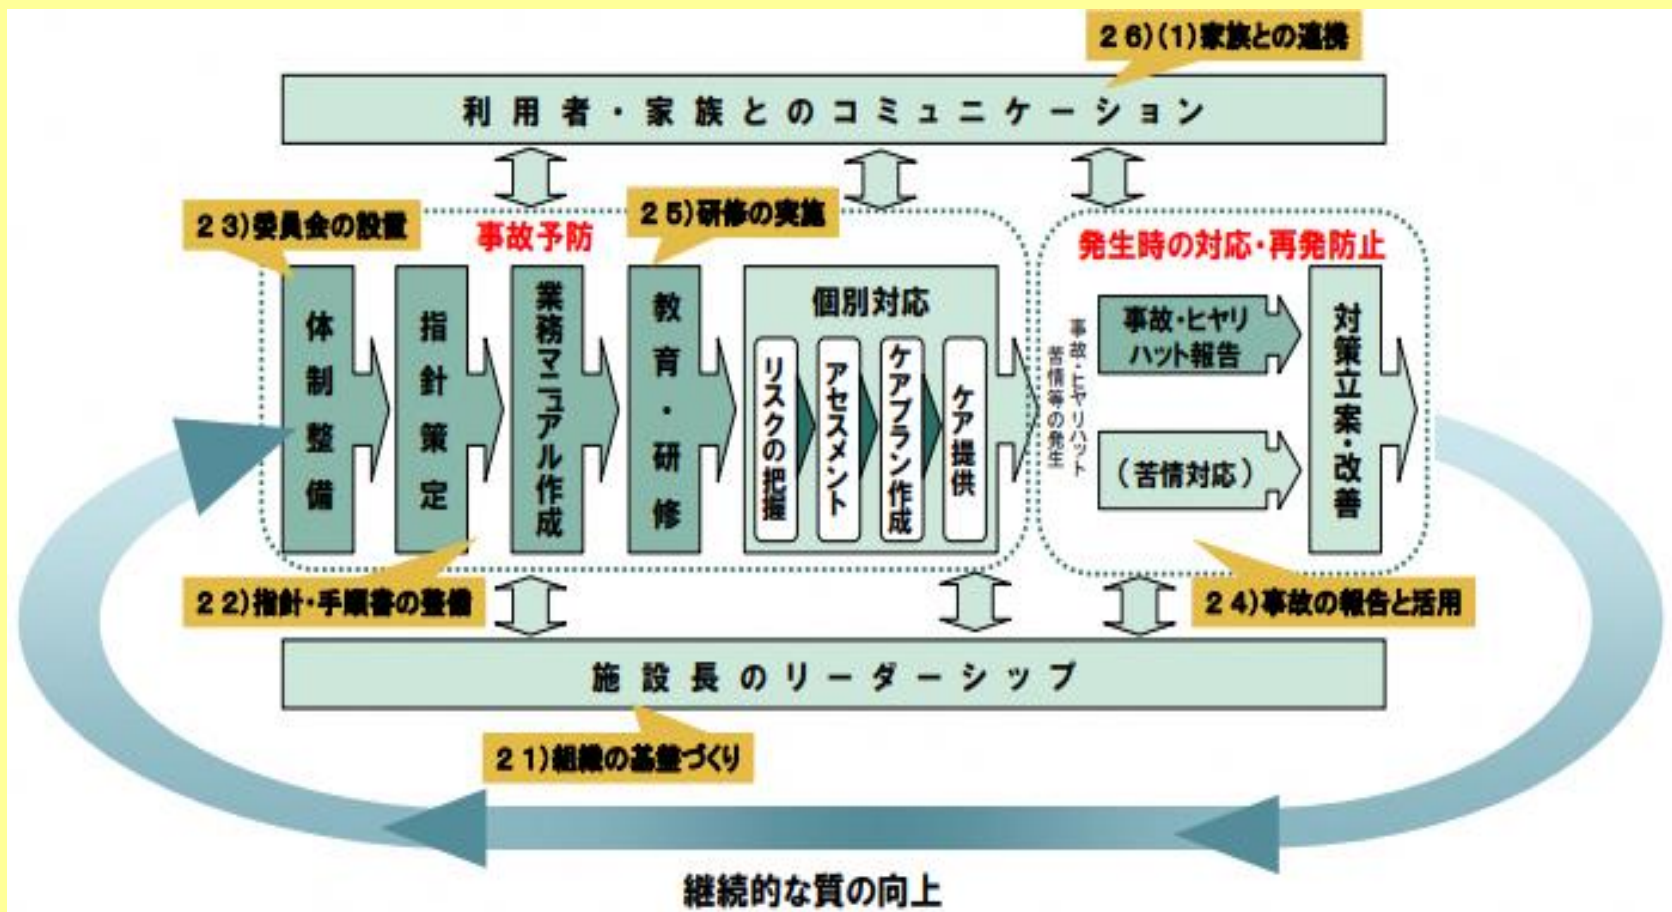 26)(1)家族との連携
利用者・家族とのコミュニケーション
23)委員会の設置
25)研修の実施
事故予防
発生時の対応・再発防止
体制整備
指針策定
業務マニュアル作成
教育・研修
個別対応
リスクの把握
アセスメント
ケアプラン作成
ケア提供
事故・ヒヤリハット
苦情等の発生
事故・ヒヤリ
ハット報告
(苦情対応)
対策立案・改善
22)指針・手順書の整備
24)事故の報告と活用
施設長のリーダーシップ
21)組織の基盤づくり
継続的な質の向上